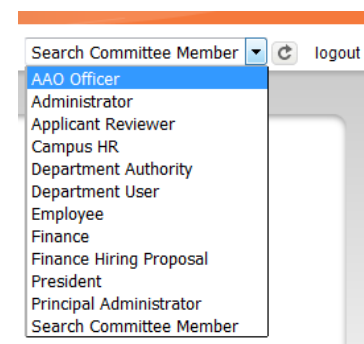 Search Committee Member logout
AAO Officer
Administrator
Applicant Reviewer
Campus HR
Department Authority
Department User
Employee
Finance
Finance Hiring Proposal
President
Principal Administrator
Search Committee Member